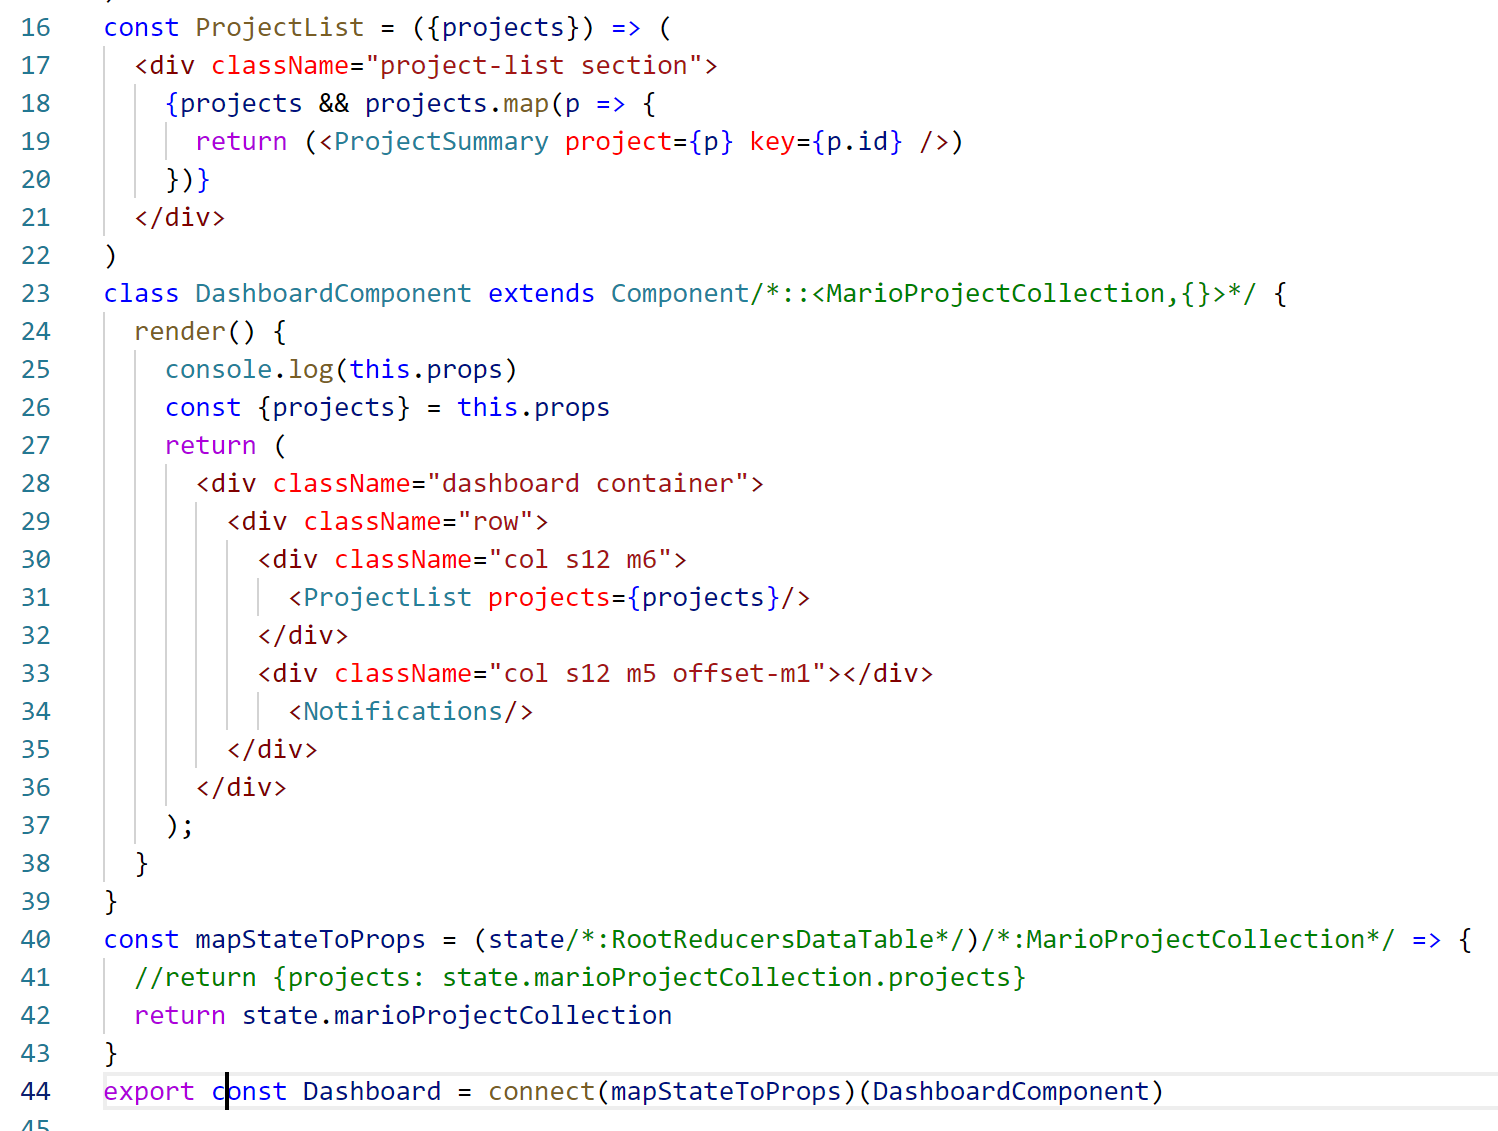 16 const ProjectList = ({projects}) => (
17   <div className="project-list section">
18     {projects && projects.map(p => {
19       return (<ProjectSummary project={p} key={p.id} />)
20     })}
21   </div>
22 )
23 class DashboardComponent extends Component/*::<MarioProjectCollection,{}>*/ {
24   render() {
25     console.log(this.props)
26     const {projects} = this.props
27     return (
28       <div className="dashboard container">
29         <div className="row">
30           <div className="col s12 m6">
31             <ProjectList projects={projects}/>
32           </div>
33           <div className="col s12 m5 offset-m1"></div>
34             <Notifications/>
35         </div>
36       </div>
37     );
38   }
39 }
40 const mapStateToProps = (state/*:RootReducersDataTable*/)/*:MarioProjectCollection*/ => {
41   //return {projects: state.marioProjectCollection.projects}
42   return state.marioProjectCollection
43 }
44 export const Dashboard = connect(mapStateToProps)(DashboardComponent)
45